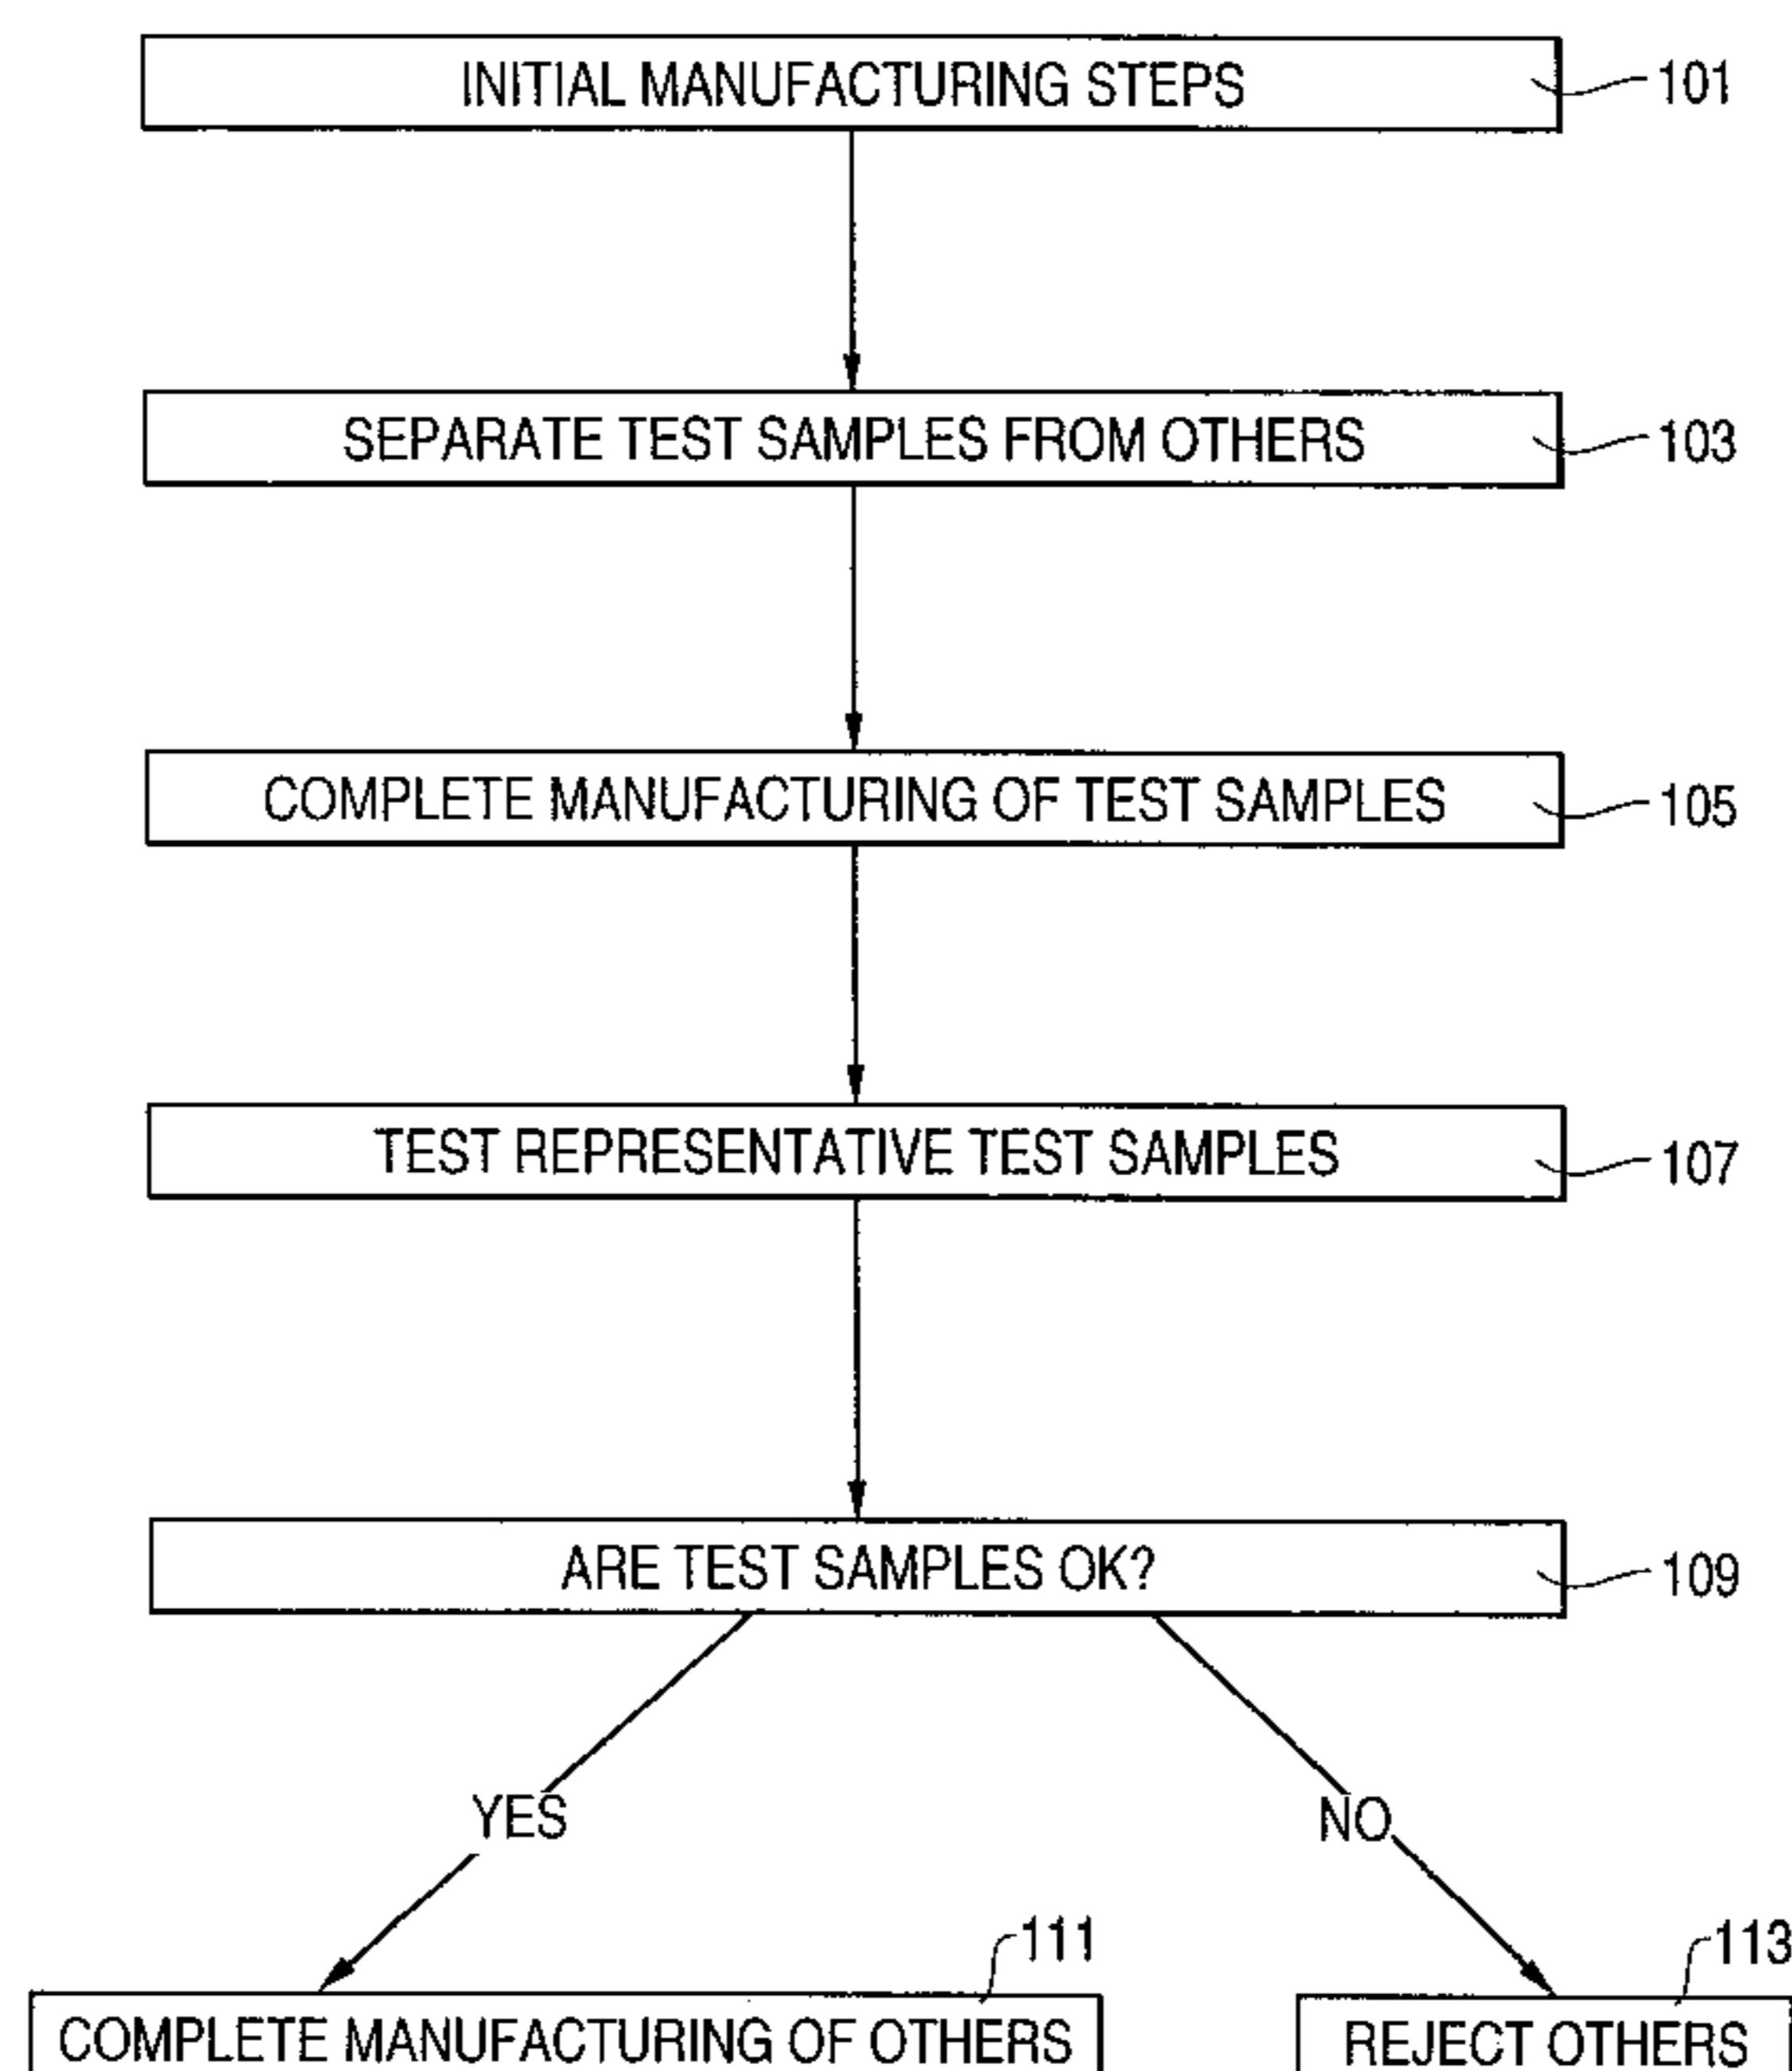 INITIAL MANUFACTURING STEPS
101
SEPARATE TEST SAMPLES FROM OTHERS
103
COMPLETE MANUFACTURING OF TEST SAMPLES
105
TEST REPRESENTATIVE TEST SAMPLES
107
ARE TEST SAMPLES OK?
109
YES
NO
111
113
COMPLETE MANUFACTURING OF OTHERS
REJECT OTHERS